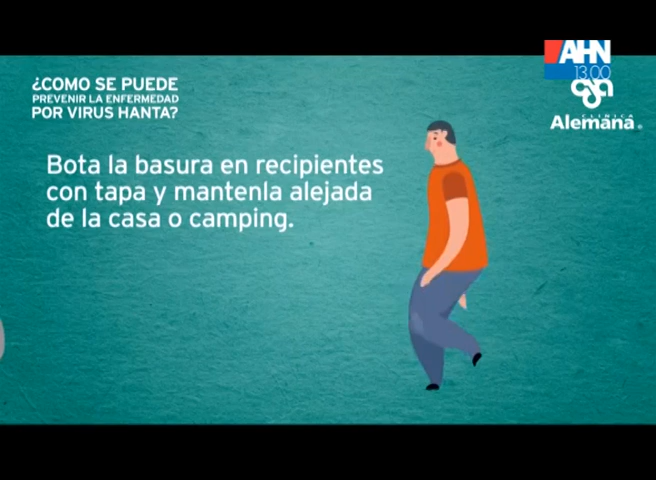 ¿COMO SE PUEDE
PREVENIR LA ENFERMEDAD
POR VIRUS HANTA?
AHN
13.00
CLINICA
Alemana®
Bota la basura en recipientes
con tapa y mantenla alejada
de la casa o camping.